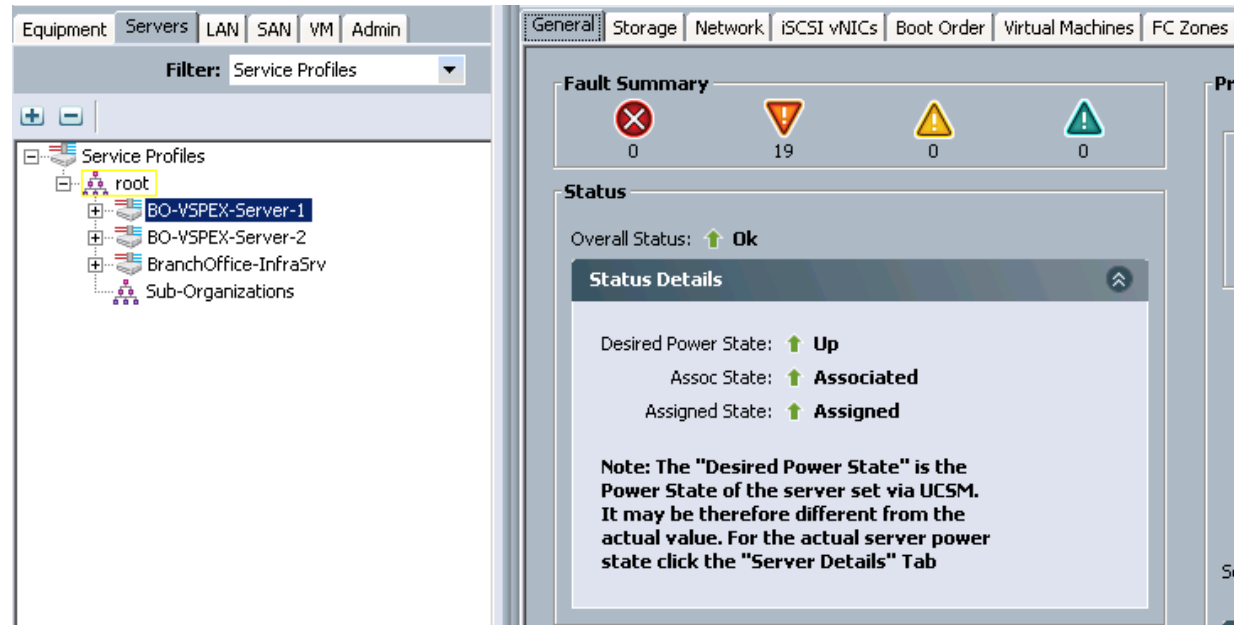 Equipment Servers LAN SAN VM Admin
Filter: Service Profiles
Service Profiles
root
BO-VSPEX-Server-1
BO-VSPEX-Server-2
BranchOffice-InfraSrv
Sub-Organizations
General Storage Network iSCSI vNICs Boot Order Virtual Machines FC Zones
Fault Summary
0 19 0 0
Status
Overall Status: Ok
Status Details
Desired Power State: Up
Assoc State: Associated
Assigned State: Assigned
Note: The "Desired Power State" is the
Power State of the server set via UCSM.
It may be therefore different from the
actual value. For the actual server power
state click the "Server Details" Tab
Pr